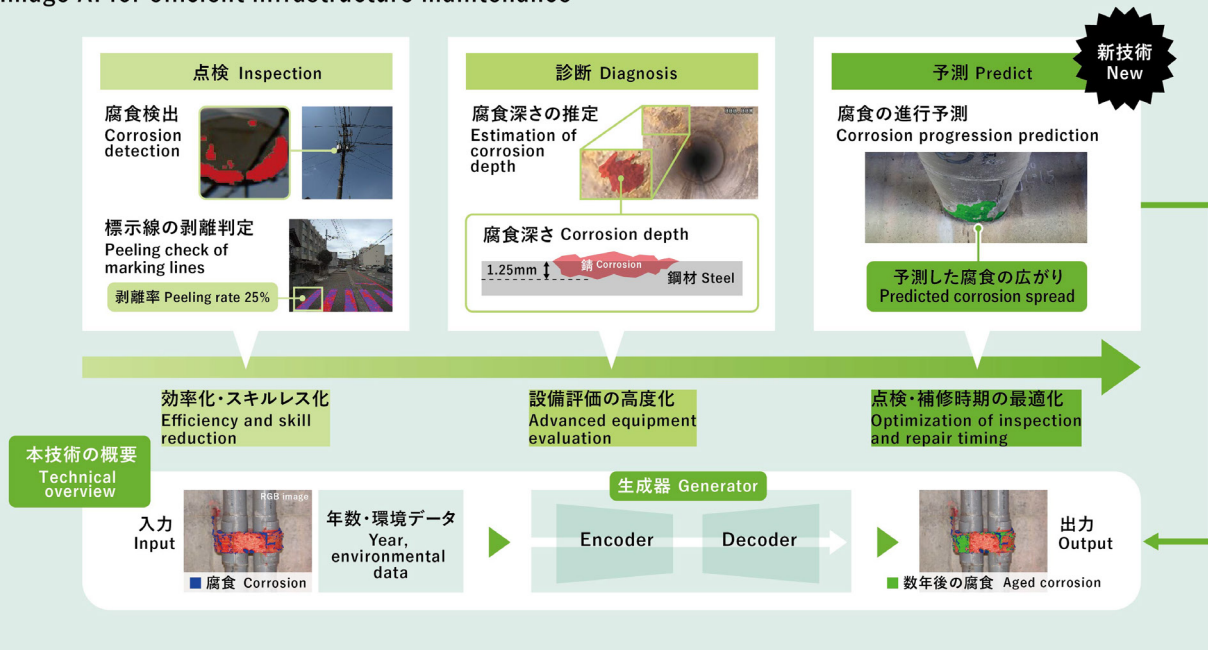 Image AI for efficient infrastructure maintenance
点検 Inspection
腐食検出
Corrosion
detection
標示線の剥離判定
Peeling check of
marking lines
剥離率 Peeling rate 25%
診断 Diagnosis
腐食深さの推定
Estimation of
corrosion
depth
腐食深さ Corrosion depth
1.25mm
錆 Corrosion
鋼材 Steel
予測 Predict
新技術
New
腐食の進行予測
Corrosion progression prediction
予測した腐食の広がり
Predicted corrosion spread
効率化・スキルレス化
Efficiency and skill
reduction
設備評価の高度化
Advanced equipment
evaluation
点検・補修時期の最適化
Optimization of inspection
and repair timing
本技術の概要
Technical
overview
入力
Input
RGB image
腐食 Corrosion
年数・環境データ
Year,
environmental
data
生成器 Generator
Encoder
Decoder
出力
Output
数年後の腐食 Aged corrosion